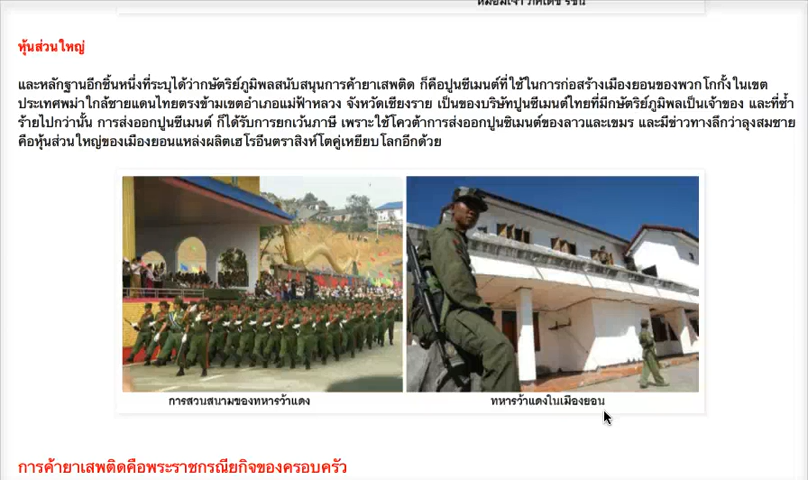 หุ้นส่วนใหญ่
และหลักฐานอีกชิ้นหนึ่งที่ระบุได้ว่ากษัตริย์ภูมิพลสนับสนุนการค้ายาเสพติด ก็คือปูนซีเมนต์ที่ใช้ในการก่อสร้างเมืองยอนของพวกโกกั้งในเขต
ประเทศพม่าใกล้ชายแดนไทยตรงข้ามเขตอำเภอแม่ฟ้าหลวง จังหวัดเชียงราย เป็นของบริษัทปูนซีเมนต์ไทยที่มีกษัตริย์ภูมิพลเป็นเจ้าของ และที่ซ้ำ
ร้ายไปกว่านั้น การส่งออกปูนซีเมนต์ ก็ได้รับการยกเว้นภาษี เพราะใช้โควต้าการส่งออกปูนซิเมนต์ของลาวและเขมร และมีข่าวทางลึกว่าลุงสมชาย
คือหุ้นส่วนใหญ่ของเมืองยอนแหล่งผลิตเฮโรอีนตราสิงห์โตคู่เหยียบโลกอีกด้วย
การสวนสนามของทหารว้าแดง
ทหารว้าแดงในเมืองยอน
การค้ายาเสพติดคือพระราชกรณียกิจของครอบครัว